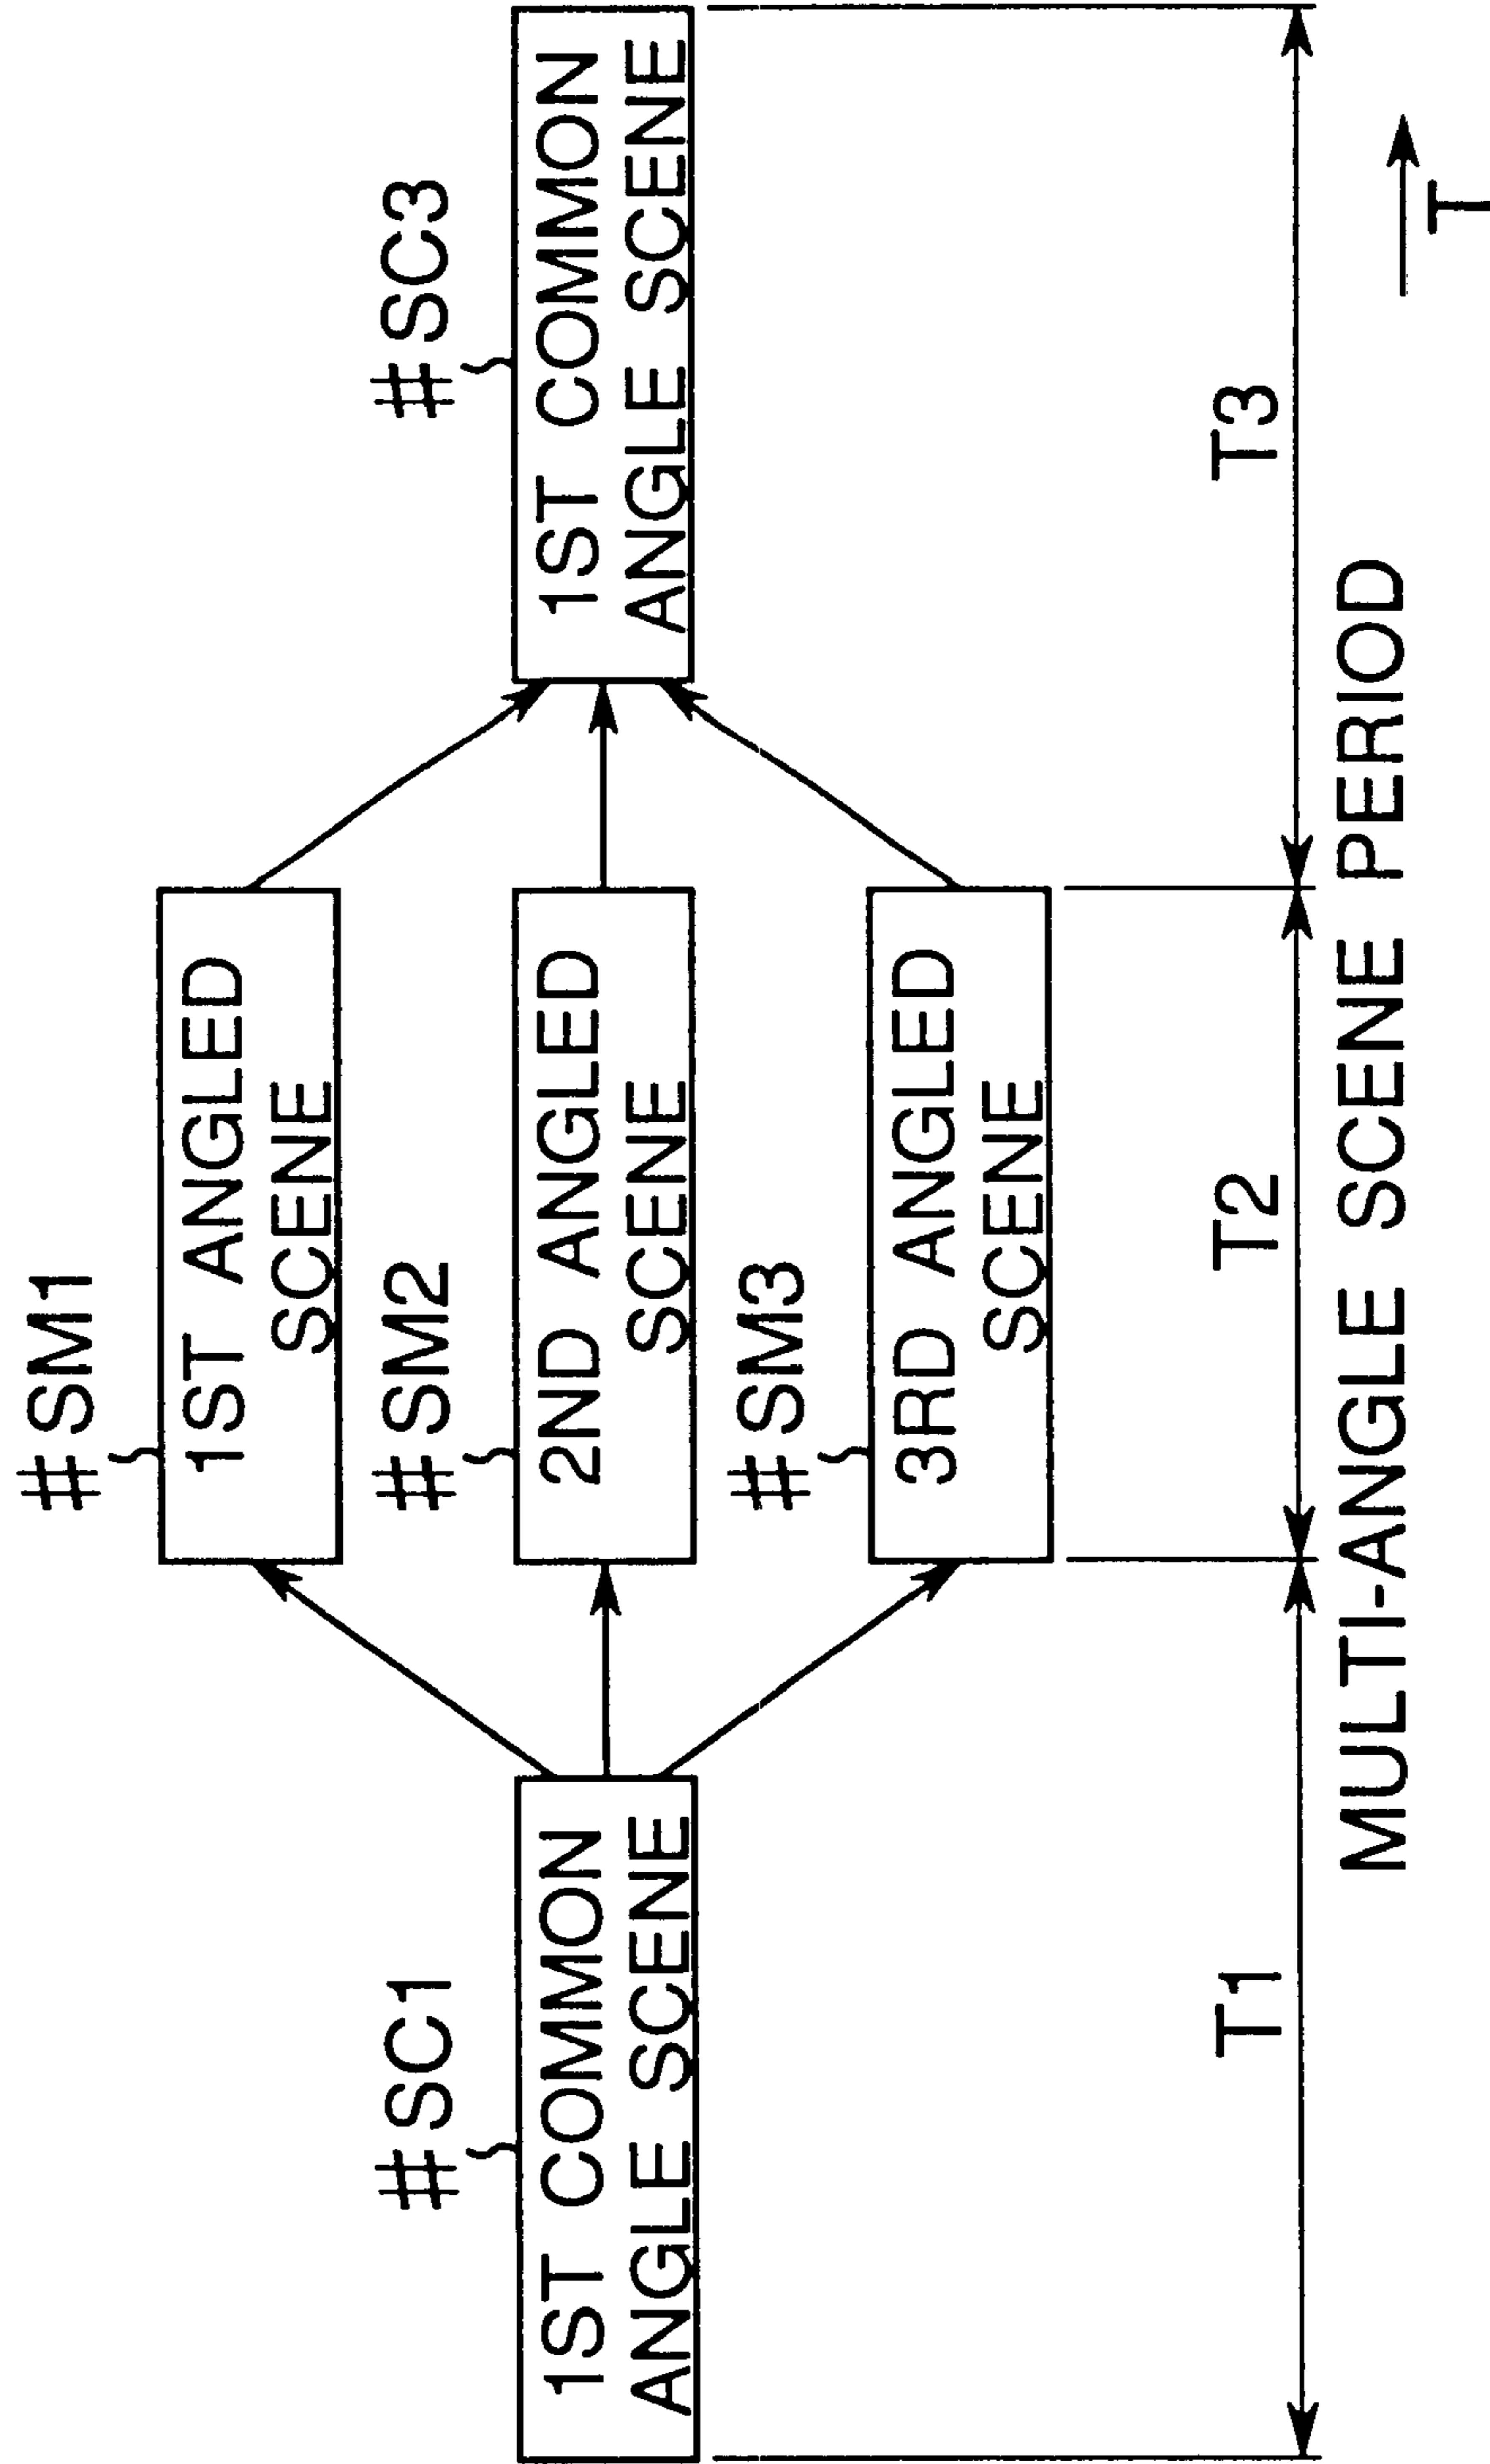 #SM1
1ST ANGLED
SCENE
#SC1
1ST COMMON
ANGLE SCENE
#SM2
2ND ANGLED
SCENE
#SC3
1ST COMMON
ANGLE SCENE
#SM3
3RD ANGLED
SCENE
T1
T2
T3
MULTI-ANGLE SCENE PERIOD
T